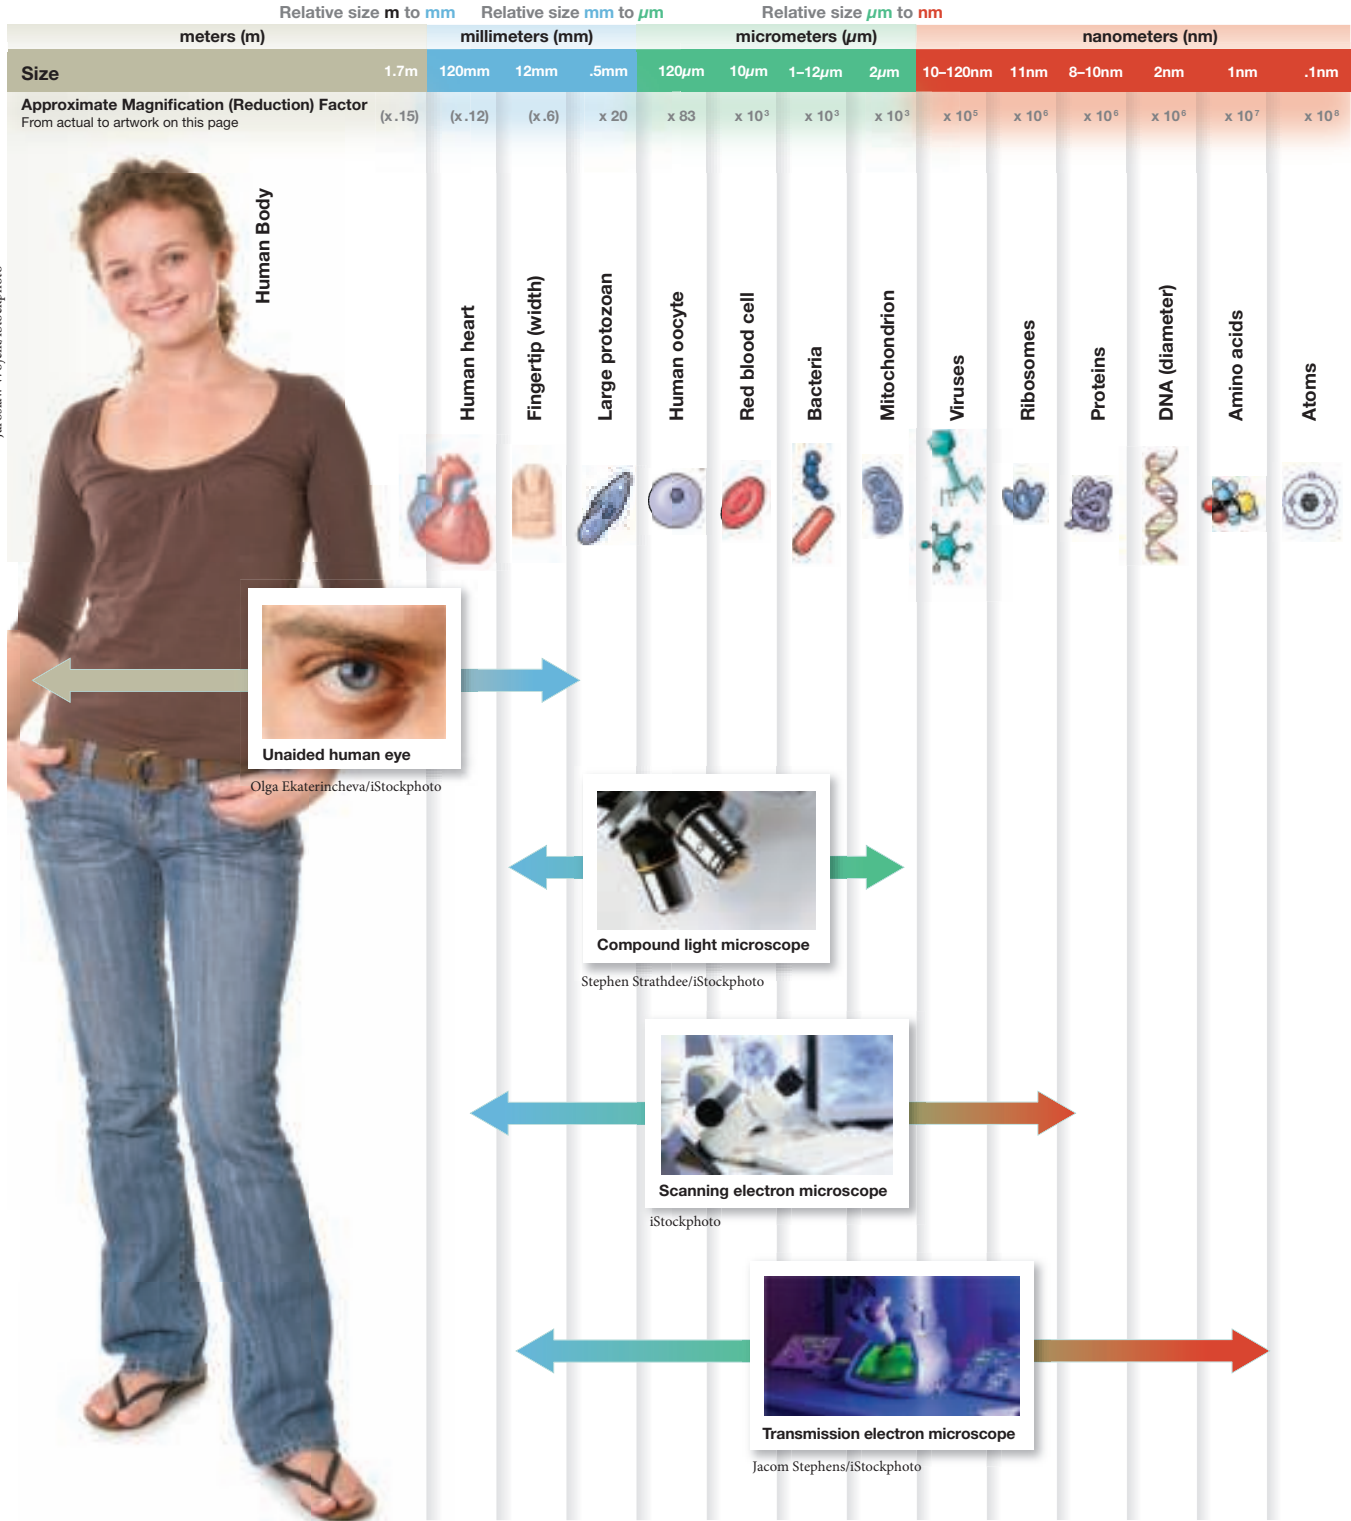 Relative size m to mm
Relative size mm to µm
Relative size µm to nm
meters (m)
millimeters (mm)
micrometers (µm)
nanometers (nm)
Size
1.7m
120mm
12mm
.5mm
120µm
10µm
1–12µm
2µm
10–120nm
11nm
8–10nm
2nm
1nm
.1nm
Approximate Magnification (Reduction) Factor
From actual to artwork on this page
(x .15)
(x .12)
(x .6)
x 20
x 83
x 10³
x 10³
x 10³
x 10⁵
x 10⁶
x 10⁶
x 10⁶
x 10⁷
x 10⁸
Human Body
Human heart
Fingertip (width)
Large protozoan
Human oocyte
Red blood cell
Bacteria
Mitochondrion
Viruses
Ribosomes
Proteins
DNA (diameter)
Amino acids
Atoms
Unaided human eye
Olga Ekaterincheva/iStockphoto
Compound light microscope
Stephen Strathdee/iStockphoto
Scanning electron microscope
iStockphoto
Transmission electron microscope
Jacom Stephens/iStockphoto